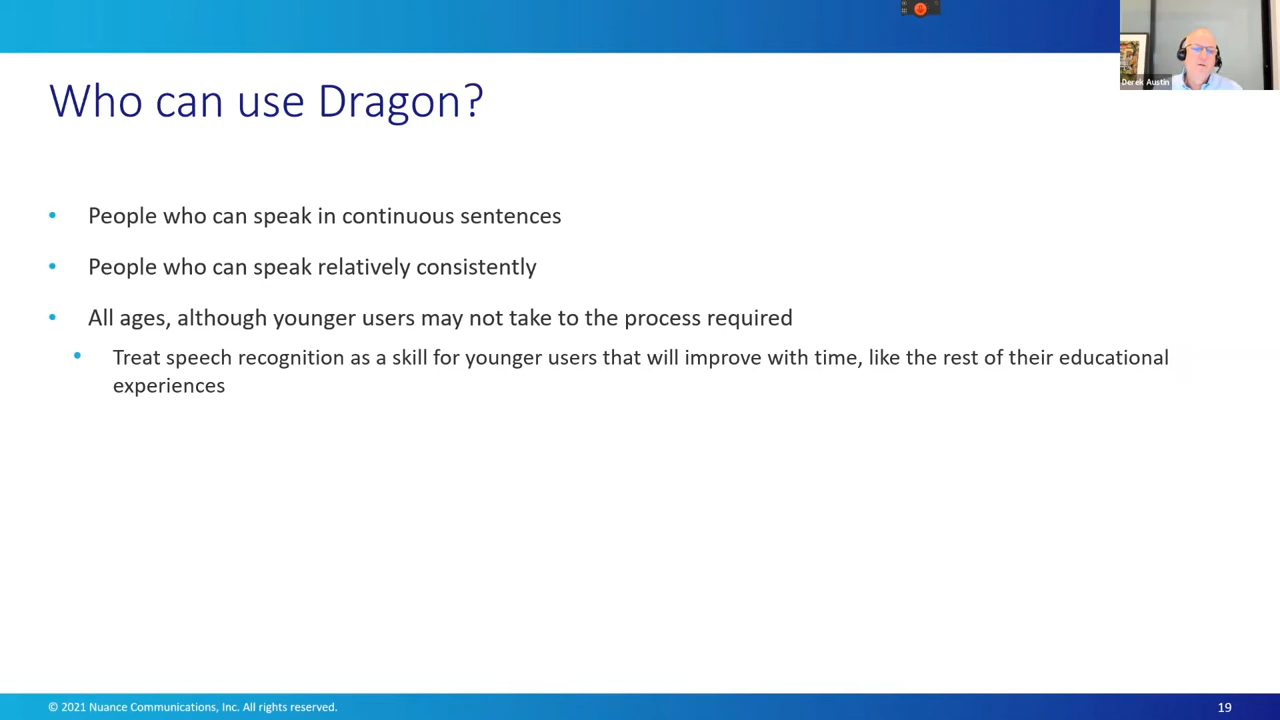 Derek Austin
Who can use Dragon?
• People who can speak in continuous sentences
• People who can speak relatively consistently
• All ages, although younger users may not take to the process required
• Treat speech recognition as a skill for younger users that will improve with time, like the rest of their educational
experiences
© 2021 Nuance Communications, Inc. All rights reserved.
19